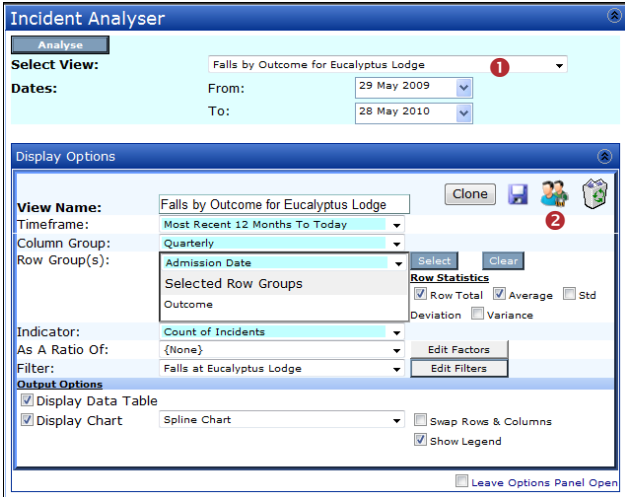 Incident Analyser
Analyse
Select View: Falls by Outcome for Eucalyptus Lodge 1
Dates: From: 29 May 2009
To: 28 May 2010
Display Options
Clone
View Name: Falls by Outcome for Eucalyptus Lodge 2
Timeframe: Most Recent 12 Months To Today
Column Group: Quarterly
Row Group(s): Admission Date Select Clear
Selected Row Groups Row Statistics
Row Total Average Std
Outcome Deviation Variance
Indicator: Count of Incidents
As A Ratio Of: {None} Edit Factors
Filter: Falls at Eucalyptus Lodge Edit Filters
Output Options
Display Data Table
Display Chart Spline Chart Swap Rows & Columns
Show Legend
Leave Options Panel Open